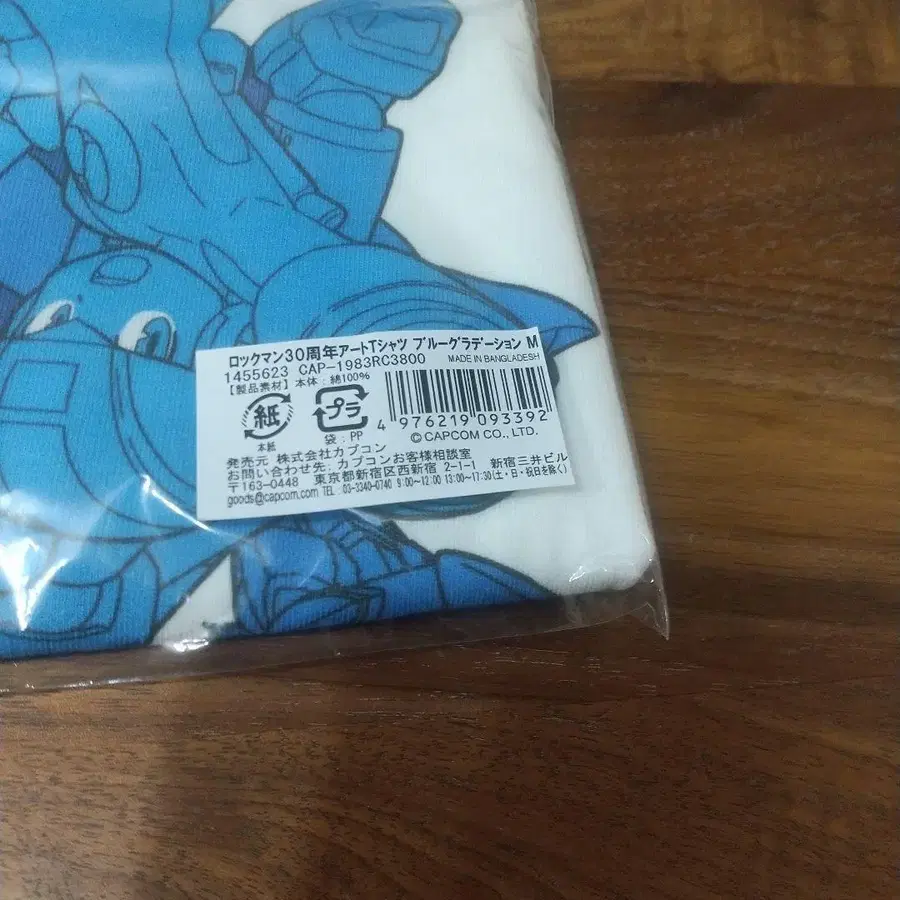 ロックマン30周年アートTシャツ ブルーグラデーション M
1455623 CAP-1983RC3800 MADE IN BANGLADESH
【製品素材】本体:綿100%
紙 プラ
本紙 袋:PP
4 976219 093392
©CAPCOM CO., LTD.
発売元 株式会社カプコン
お問い合わせ先: カプコンお客様相談室
〒163-0448 東京都新宿区西新宿 2-1-1 新宿三井ビル
goods@capcom.com TEL:03-3340-0740 9:00~12:00 13:00~17:30(土・日・祝日を除く)